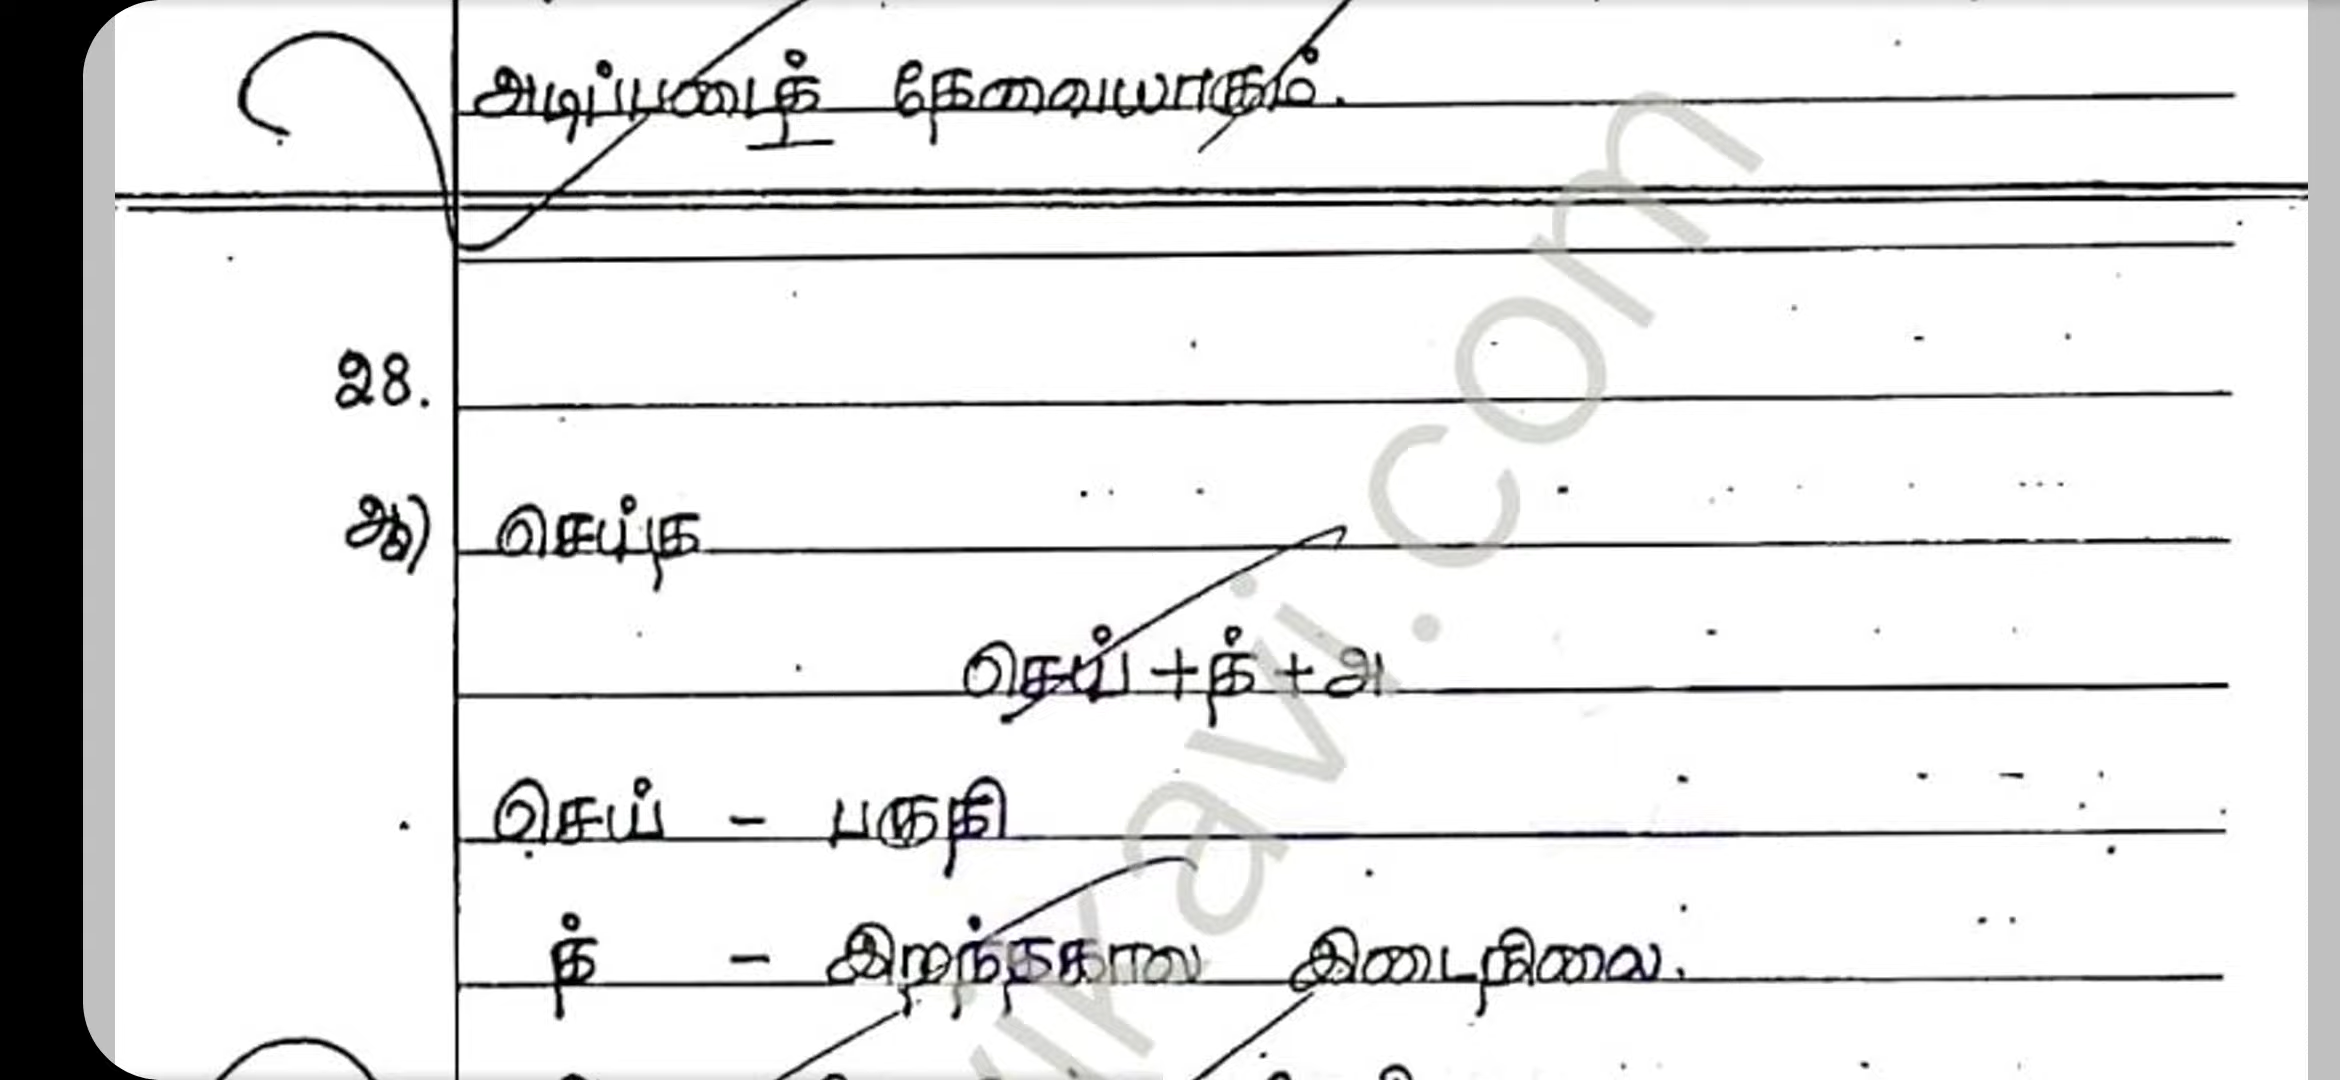 அடிப்படைத் தேவையாகும்.
28.
ஆ) செய்த
செய் + த் + அ
செய் - பகுதி
த் - இறந்தகால இடைநிலை.